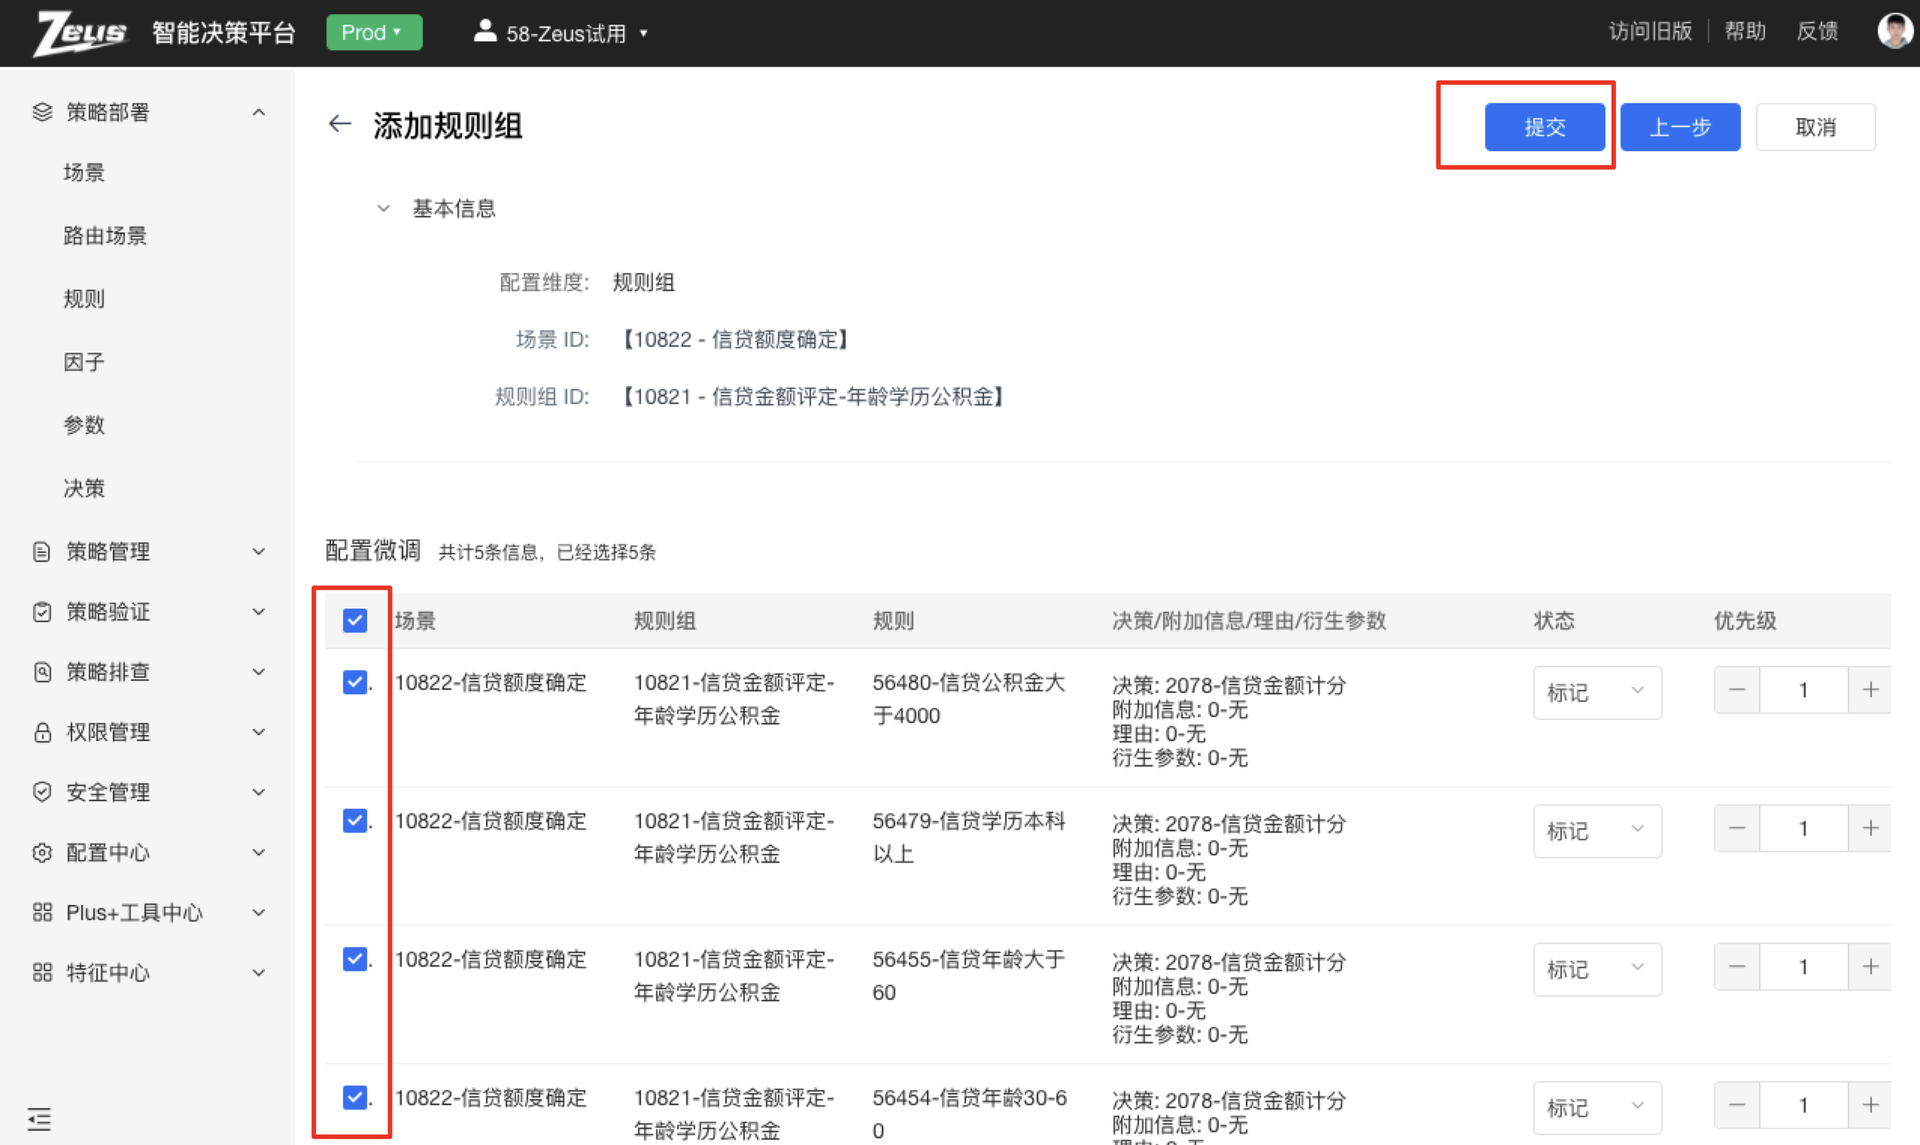 Zeus 智能决策平台 Prod 58-Zeus试用 访问旧版 帮助 反馈
策略部署
场景
路由场景
规则
因子
参数
决策
策略管理
策略验证
策略排查
权限管理
安全管理
配置中心
Plus+工具中心
特征中心
添加规则组
提交 上一步 取消
基本信息
配置维度: 规则组
场景 ID: 【10822 - 信贷额度确定】
规则组 ID: 【10821 - 信贷金额评定-年龄学历公积金】
配置微调 共计5条信息，已经选择5条
场景 规则组 规则 决策/附加信息/理由/衍生参数 状态 优先级
10822-信贷额度确定
10821-信贷金额评定-
年龄学历公积金
56480-信贷公积金大
于4000
决策: 2078-信贷金额计分
附加信息: 0-无
理由: 0-无
衍生参数: 0-无
标记
1
10822-信贷额度确定
10821-信贷金额评定-
年龄学历公积金
56479-信贷学历本科
以上
决策: 2078-信贷金额计分
附加信息: 0-无
理由: 0-无
衍生参数: 0-无
标记
1
10822-信贷额度确定
10821-信贷金额评定-
年龄学历公积金
56455-信贷年龄大于
60
决策: 2078-信贷金额计分
附加信息: 0-无
理由: 0-无
衍生参数: 0-无
标记
1
10822-信贷额度确定
10821-信贷金额评定-
年龄学历公积金
56454-信贷年龄30-6
0
决策: 2078-信贷金额计分
附加信息: 0-无
标记
1